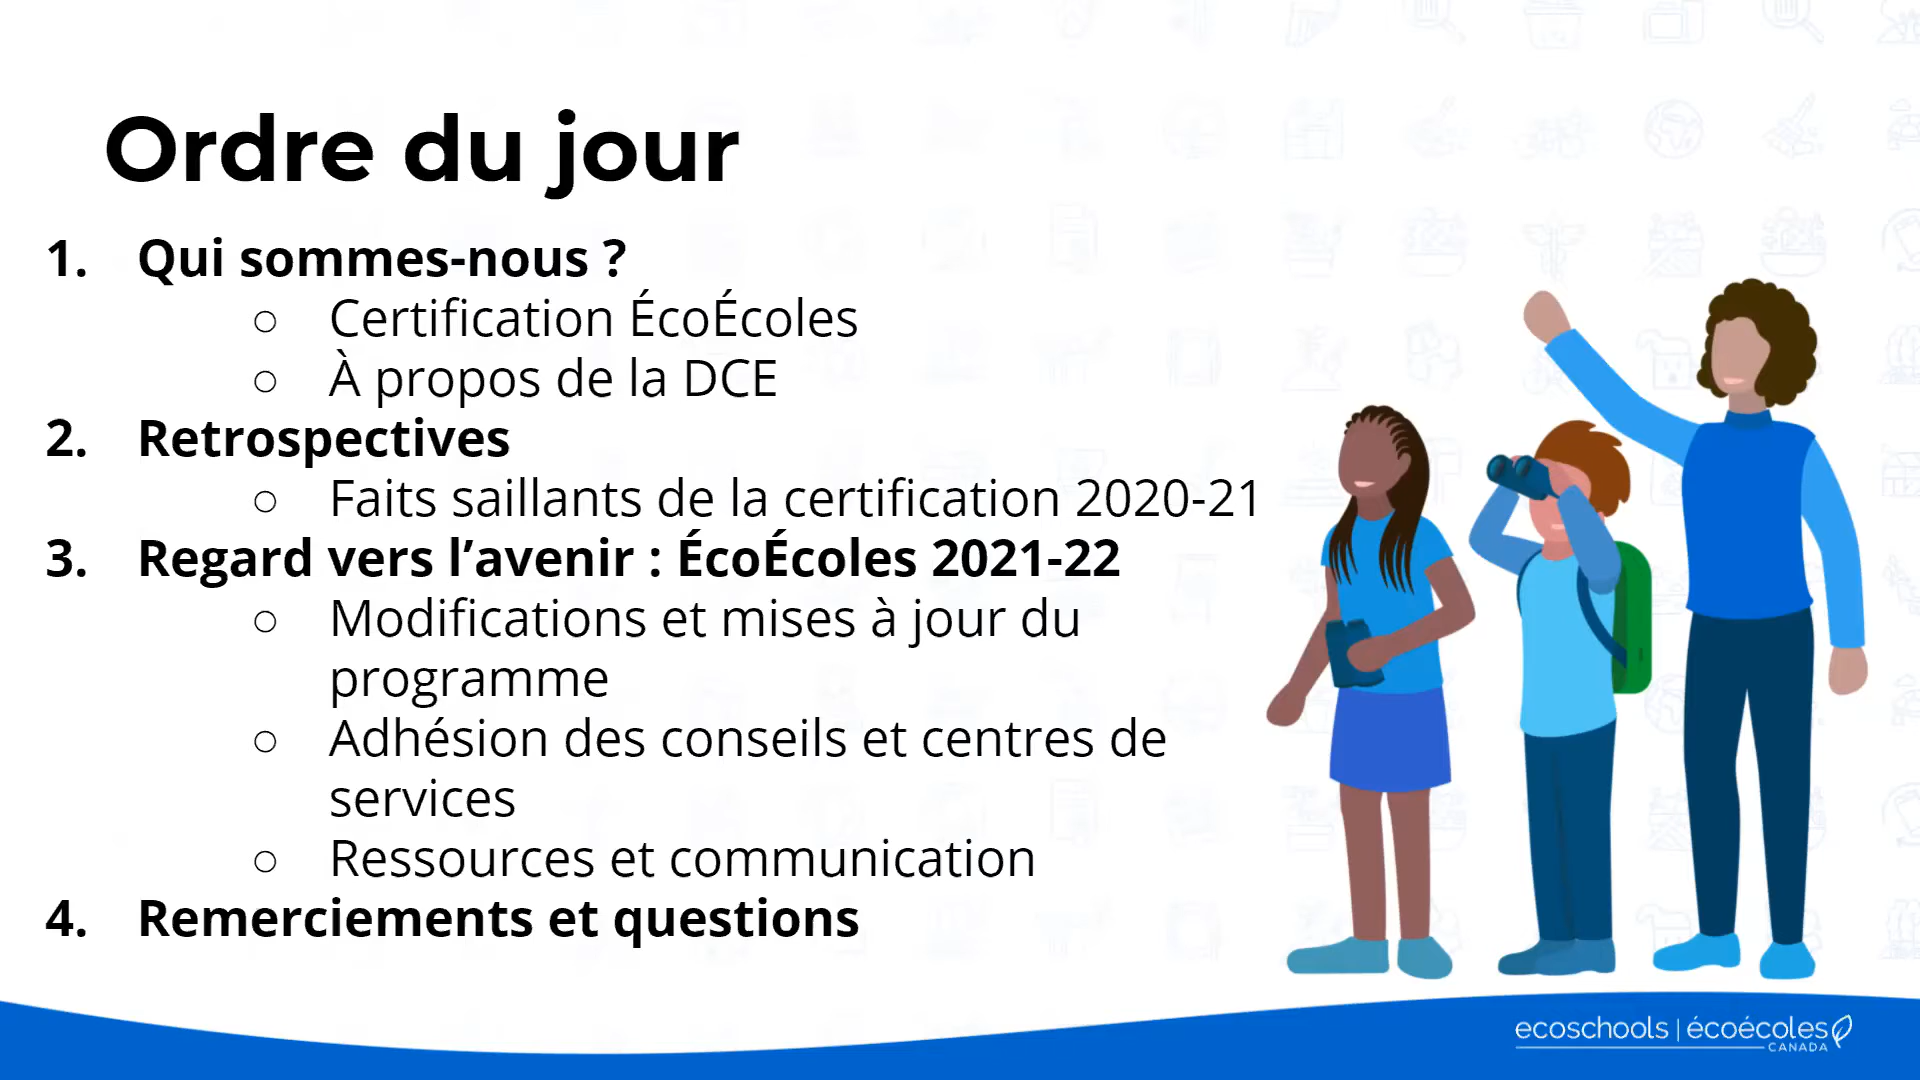 Ordre du jour
1. Qui sommes-nous ?
○ Certification ÉcoÉcoles
○ À propos de la DCE
2. Retrospectives
○ Faits saillants de la certification 2020-21
3. Regard vers l’avenir : ÉcoÉcoles 2021-22
○ Modifications et mises à jour du
programme
○ Adhésion des conseils et centres de
services
○ Ressources et communication
4. Remerciements et questions
ecoschools | écoécoles
CANADA